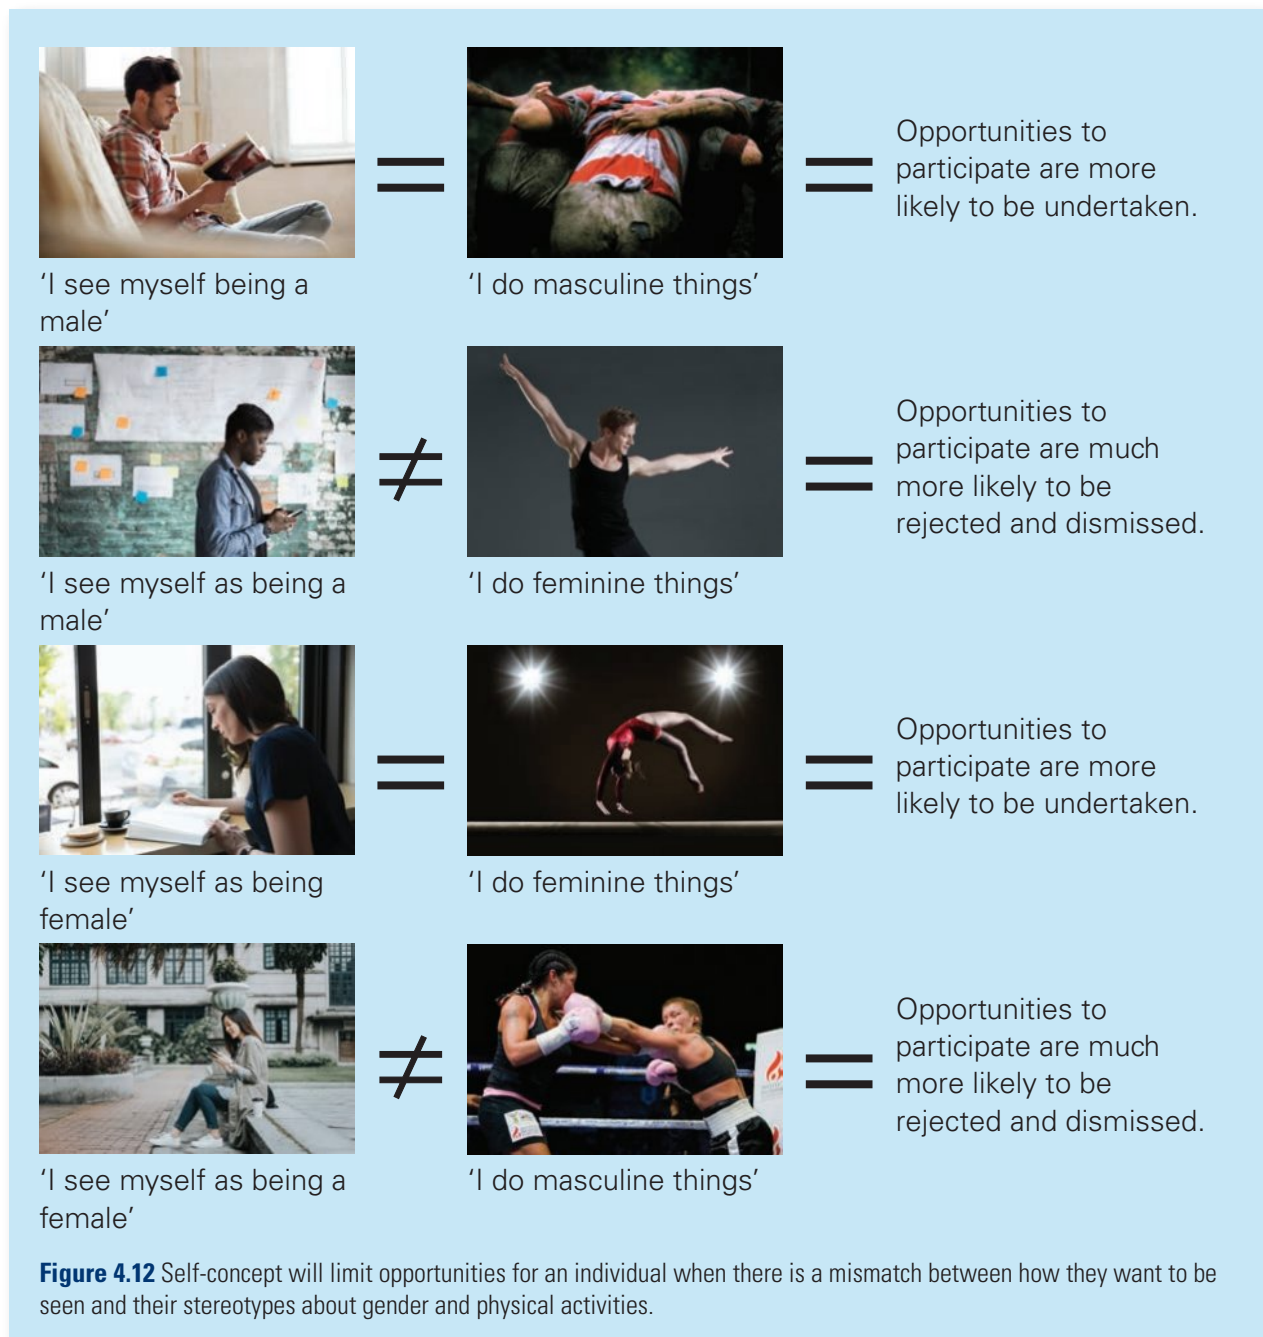 Opportunities to
participate are more
likely to be undertaken.
‘I see myself being a
male’
‘I do masculine things’
Opportunities to
participate are much
more likely to be
rejected and dismissed.
‘I see myself as being a
male’
‘I do feminine things’
Opportunities to
participate are more
likely to be undertaken.
‘I see myself as being
female’
‘I do feminine things’
Opportunities to
participate are much
more likely to be
rejected and dismissed.
‘I see myself as being a
female’
‘I do masculine things’
Figure 4.12 Self-concept will limit opportunities for an individual when there is a mismatch between how they want to be
seen and their stereotypes about gender and physical activities.